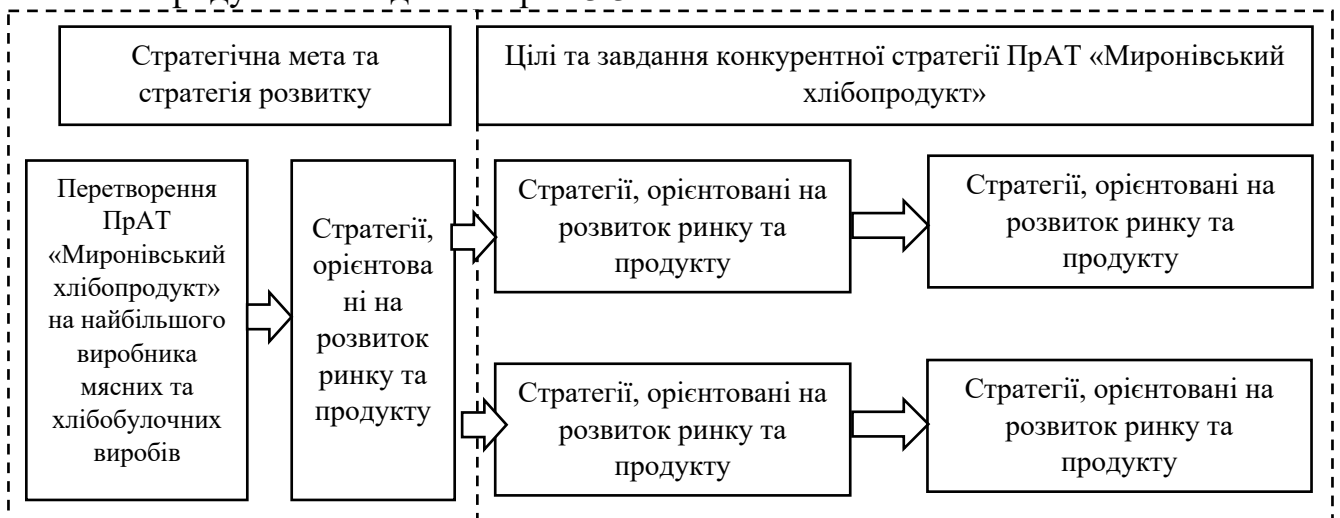 Стратегічна мета та
стратегія розвитку
Цілі та завдання конкурентної стратегії ПрАТ «Миронівський
хлібопродукт»
Перетворення
ПрАТ
«Миронівський
хлібопродукт»
на найбільшого
виробника
мясних та
хлібобулочних
виробів
Стратегії,
орієнтова
ні на
розвиток
ринку та
продукту
Стратегії, орієнтовані на
розвиток ринку та
продукту
Стратегії, орієнтовані на
розвиток ринку та
продукту
Стратегії, орієнтовані на
розвиток ринку та
продукту
Стратегії, орієнтовані на
розвиток ринку та
продукту